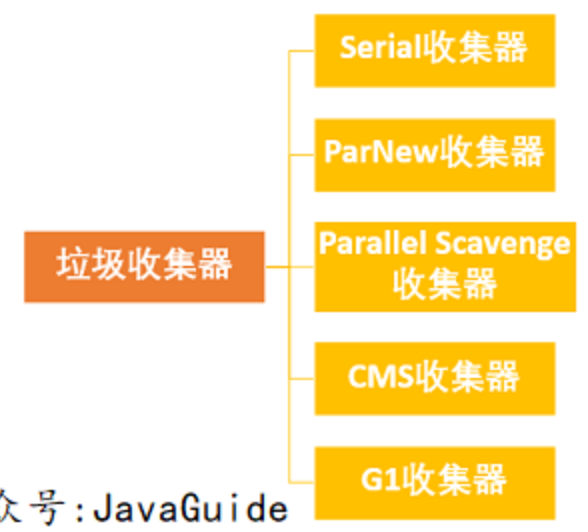 Serial收集器
ParNew收集器
垃圾收集器
Parallel Scavenge
收集器
CMS收集器
G1收集器
众号:JavaGuide